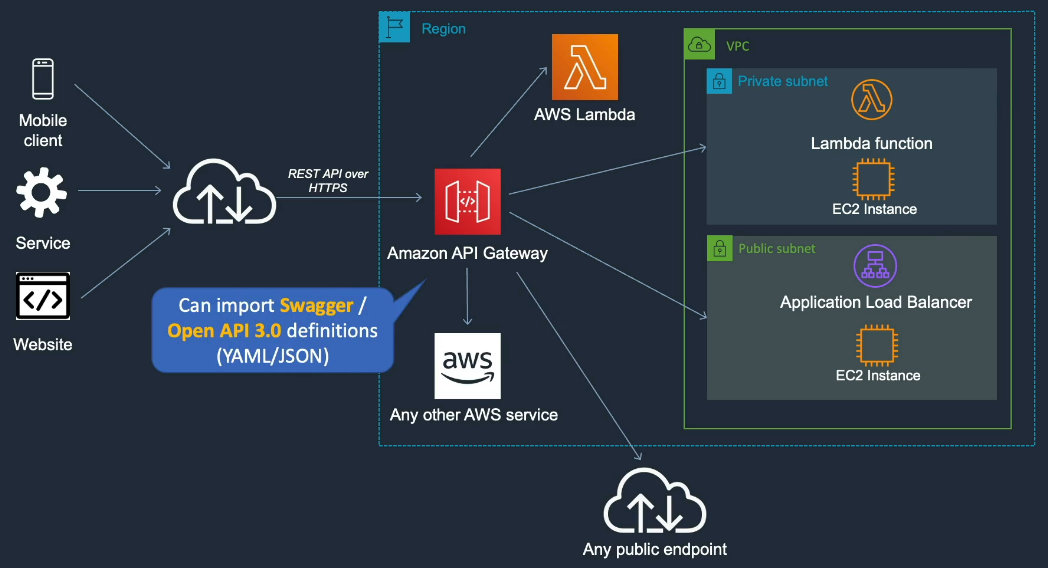 Region
VPC
Private subnet
Mobile
client
AWS Lambda
Lambda function
REST API over
HTTPS
EC2 Instance
Service
Amazon API Gateway
Public subnet
Can import Swagger /
Open API 3.0 definitions
(YAML/JSON)
Application Load Balancer
Website
aws
EC2 Instance
Any other AWS service
Any public endpoint